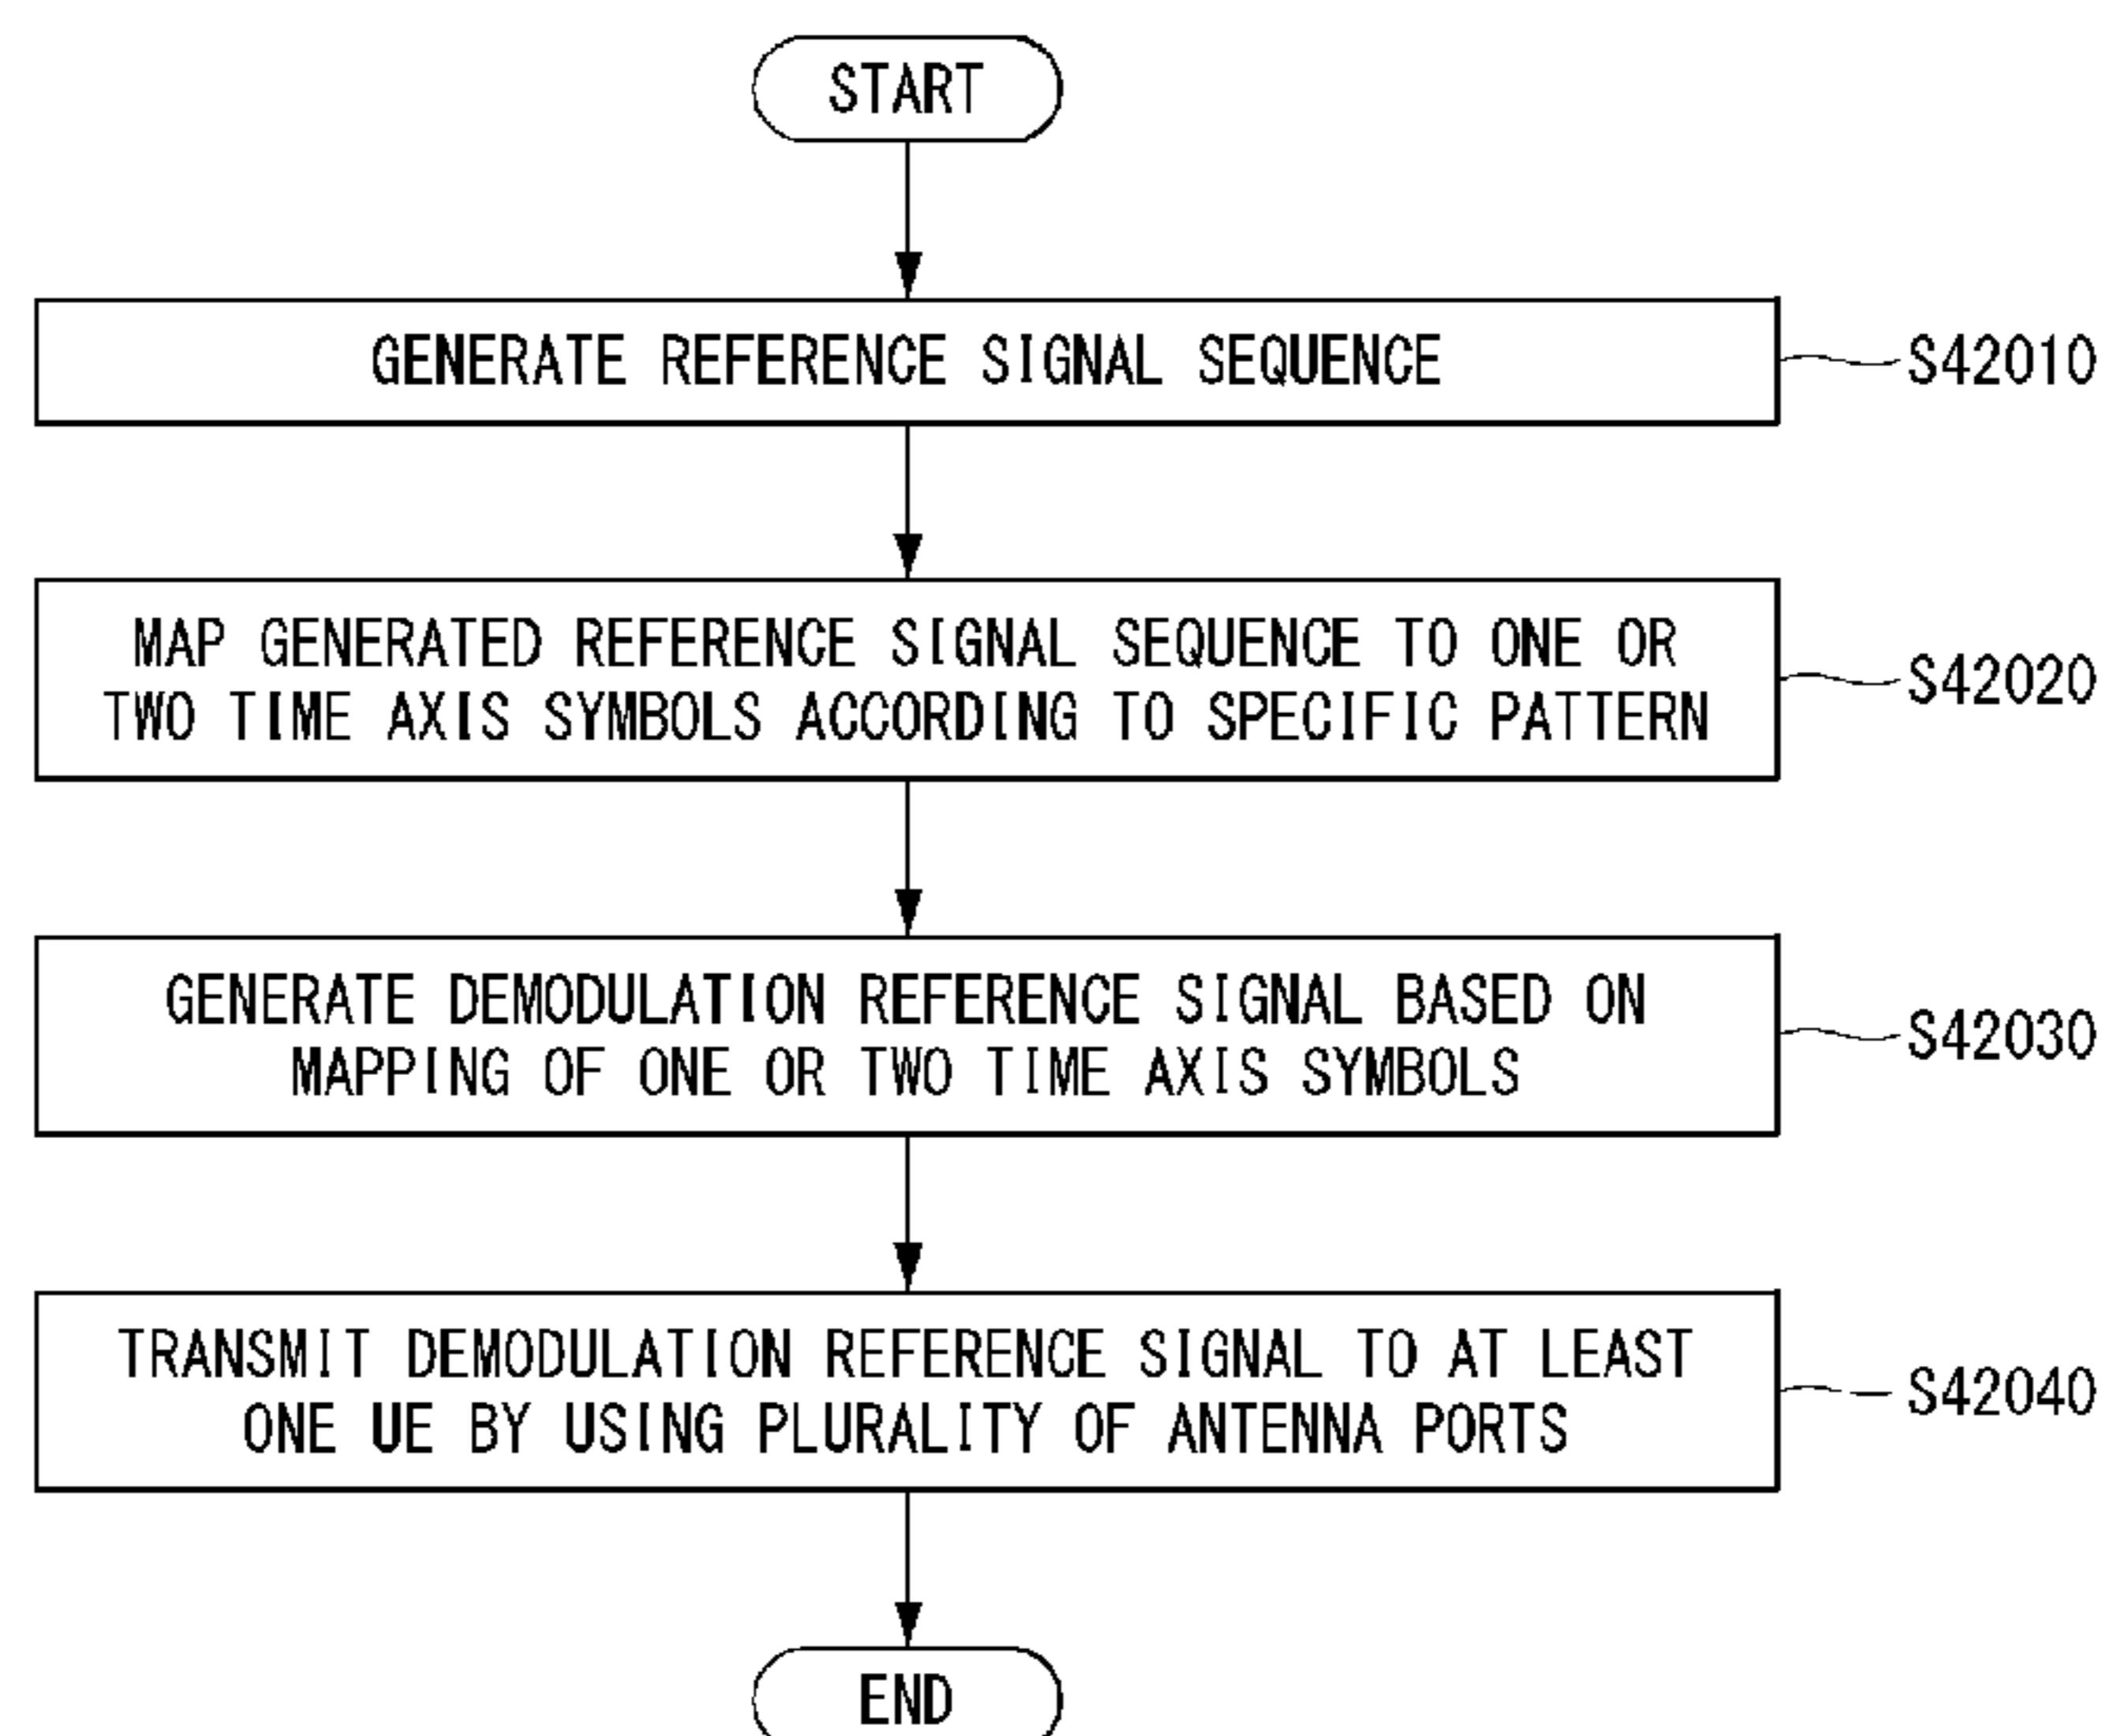 START
GENERATE REFERENCE SIGNAL SEQUENCE
S42010
MAP GENERATED REFERENCE SIGNAL SEQUENCE TO ONE OR
TWO TIME AXIS SYMBOLS ACCORDING TO SPECIFIC PATTERN
S42020
GENERATE DEMODULATION REFERENCE SIGNAL BASED ON
MAPPING OF ONE OR TWO TIME AXIS SYMBOLS
S42030
TRANSMIT DEMODULATION REFERENCE SIGNAL TO AT LEAST
ONE UE BY USING PLURALITY OF ANTENNA PORTS
S42040
END